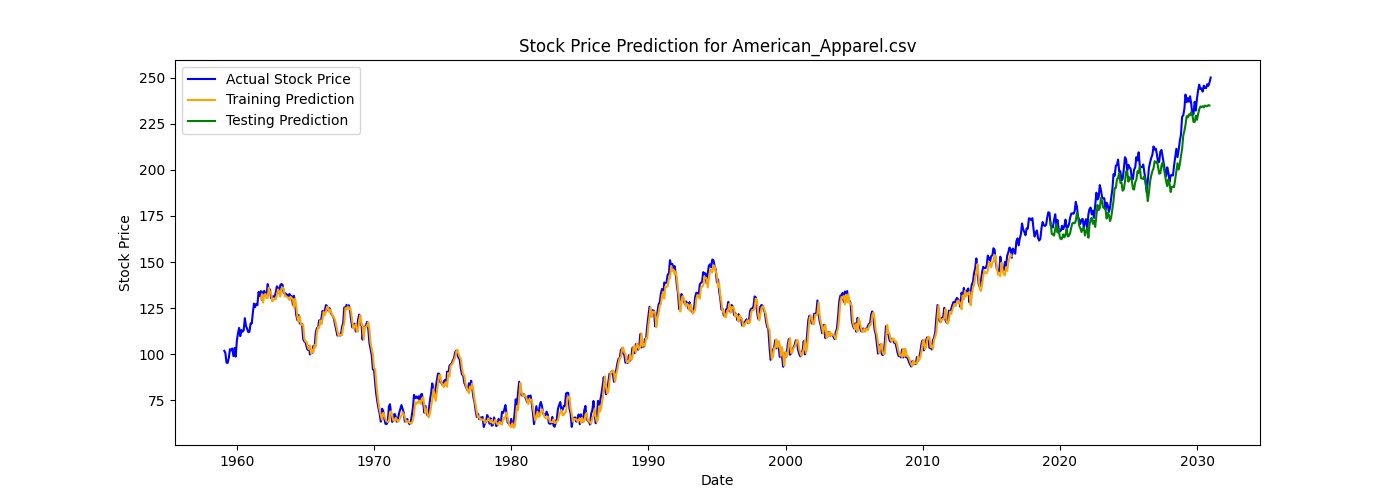 Stock Price Prediction for American_Apparel.csv
Actual Stock Price
Training Prediction
Testing Prediction
Stock Price
250
225
200
175
150
125
100
75
1960 1970 1980 1990 2000 2010 2020 2030
Date